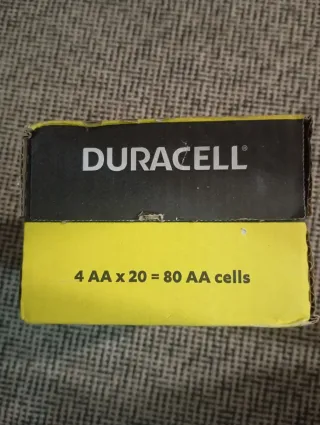 DURACELL®
4 AA x 20 = 80 AA cells